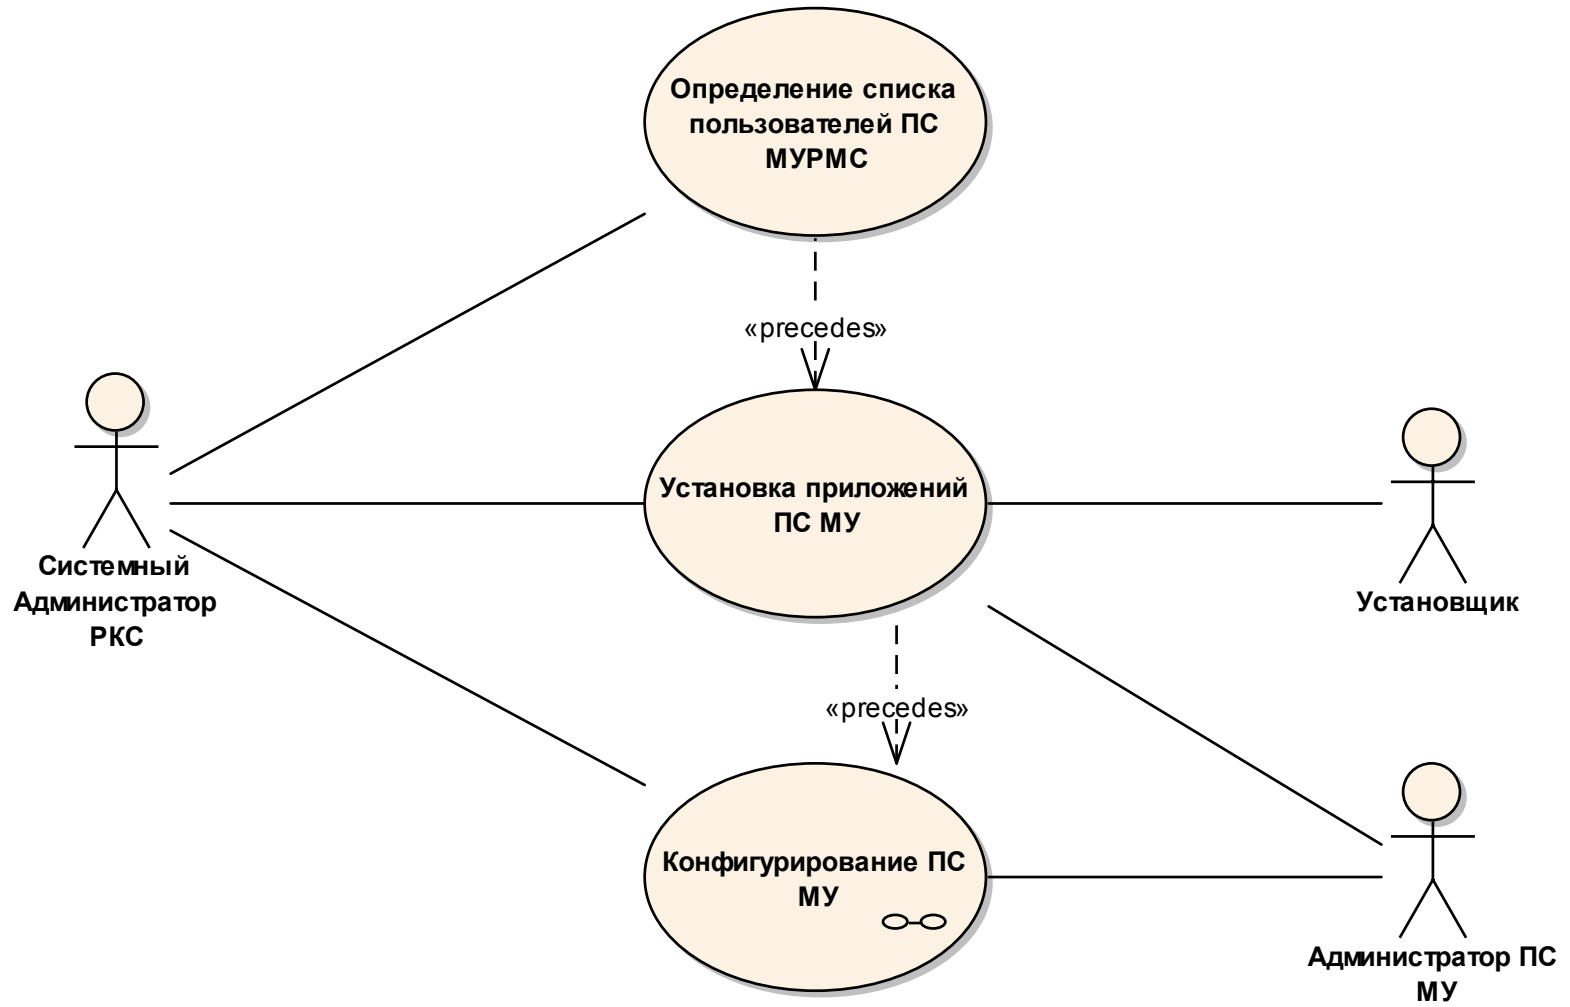 Определение списка
пользователей ПС
МУРМС
«precedes»
Установка приложений
ПС МУ
Системный
Администратор
РКС
Установщик
«precedes»
Конфигурирование ПС
МУ
Администратор ПС
МУ